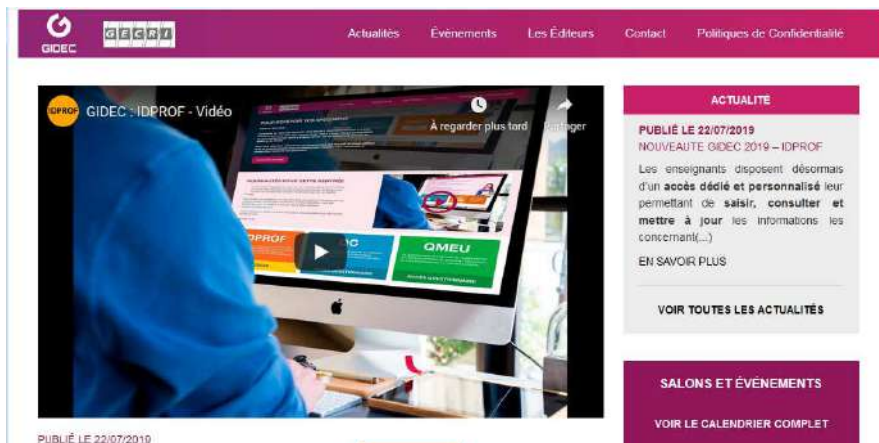 GIDEC
GECRI
Actualités Évènements Les Éditeurs Contact Politiques de Confidentialité
IDPROF
GIDEC : IDPROF - Vidéo
À regarder plus tard
IDPROF
QMEU
ACTUALITÉ
PUBLIÉ LE 22/07/2019
NOUVEAUTE GIDEC 2019 – IDPROF
Les enseignants disposent désormais
d'un accès dédié et personnalisé leur
permettant de saisir, consulter et
mettre à jour les informations les
concernant(...)
EN SAVOIR PLUS
VOIR TOUTES LES ACTUALITÉS
SALONS ET ÉVÉNEMENTS
VOIR LE CALENDRIER COMPLET
PUBLIÉ LE 22/07/2019